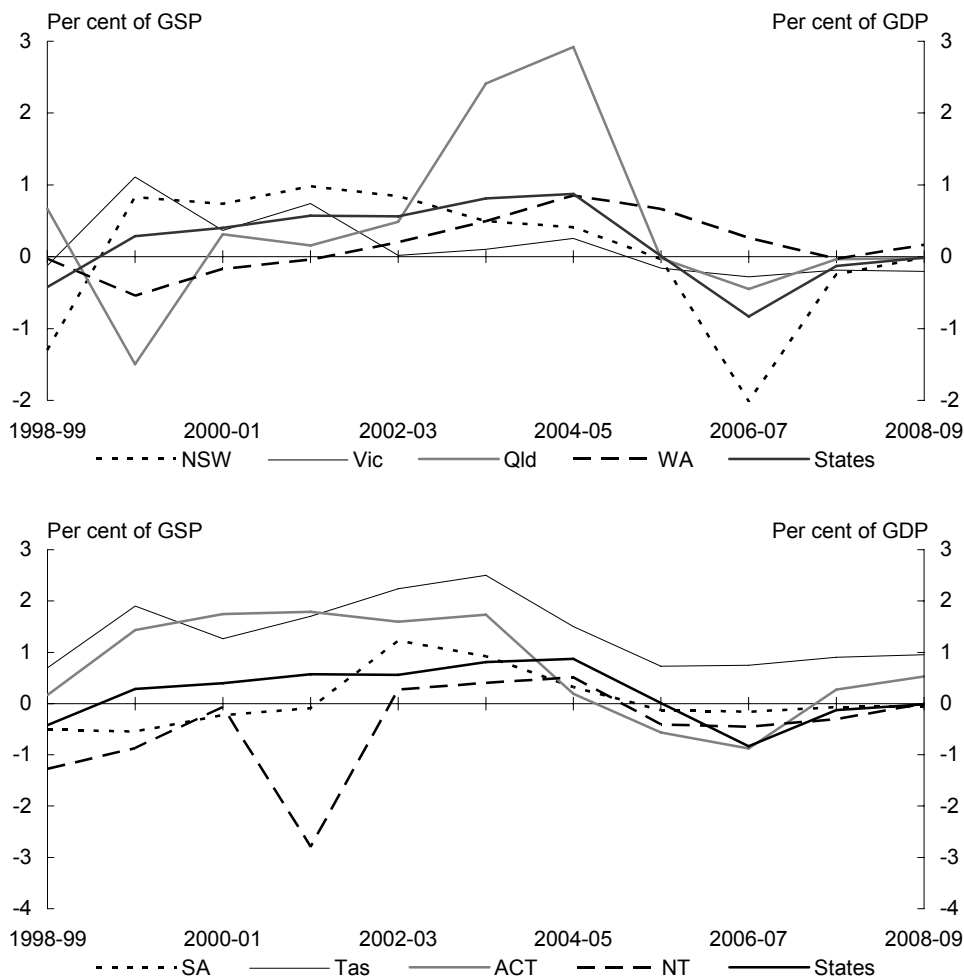 Per cent of GSP Per cent of GDP
3 3
2 2
1 1
0 0
-1 -1
-2 -2
1998-99 2000-01 2002-03 2004-05 2006-07 2008-09
NSW Vic Qld WA States
Per cent of GSP Per cent of GDP
3 3
2 2
1 1
0 0
-1 -1
-2 -2
-3 -3
-4 -4
1998-99 2000-01 2002-03 2004-05 2006-07 2008-09
SA Tas ACT NT States